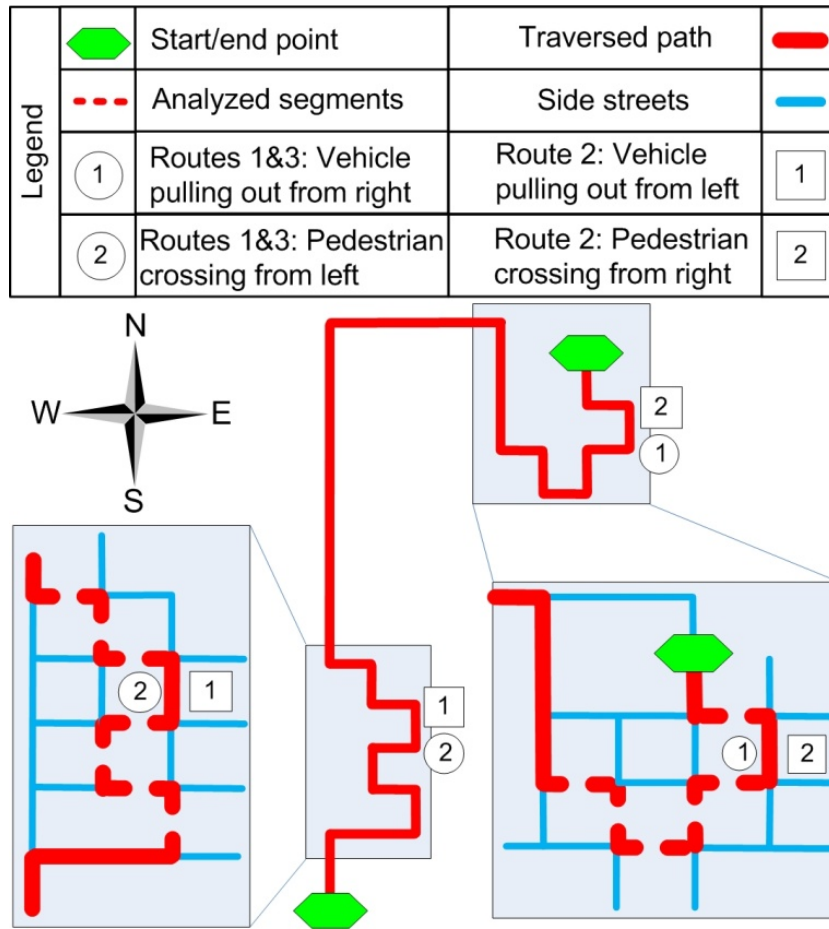 Legend
Start/end point
Traversed path
Analyzed segments
Side streets
1
Routes 1&3: Vehicle
pulling out from right
Route 2: Vehicle
pulling out from left
1
2
Routes 1&3: Pedestrian
crossing from left
Route 2: Pedestrian
crossing from right
2
N
W
E
S
2
1
1
2
2
1
1
2